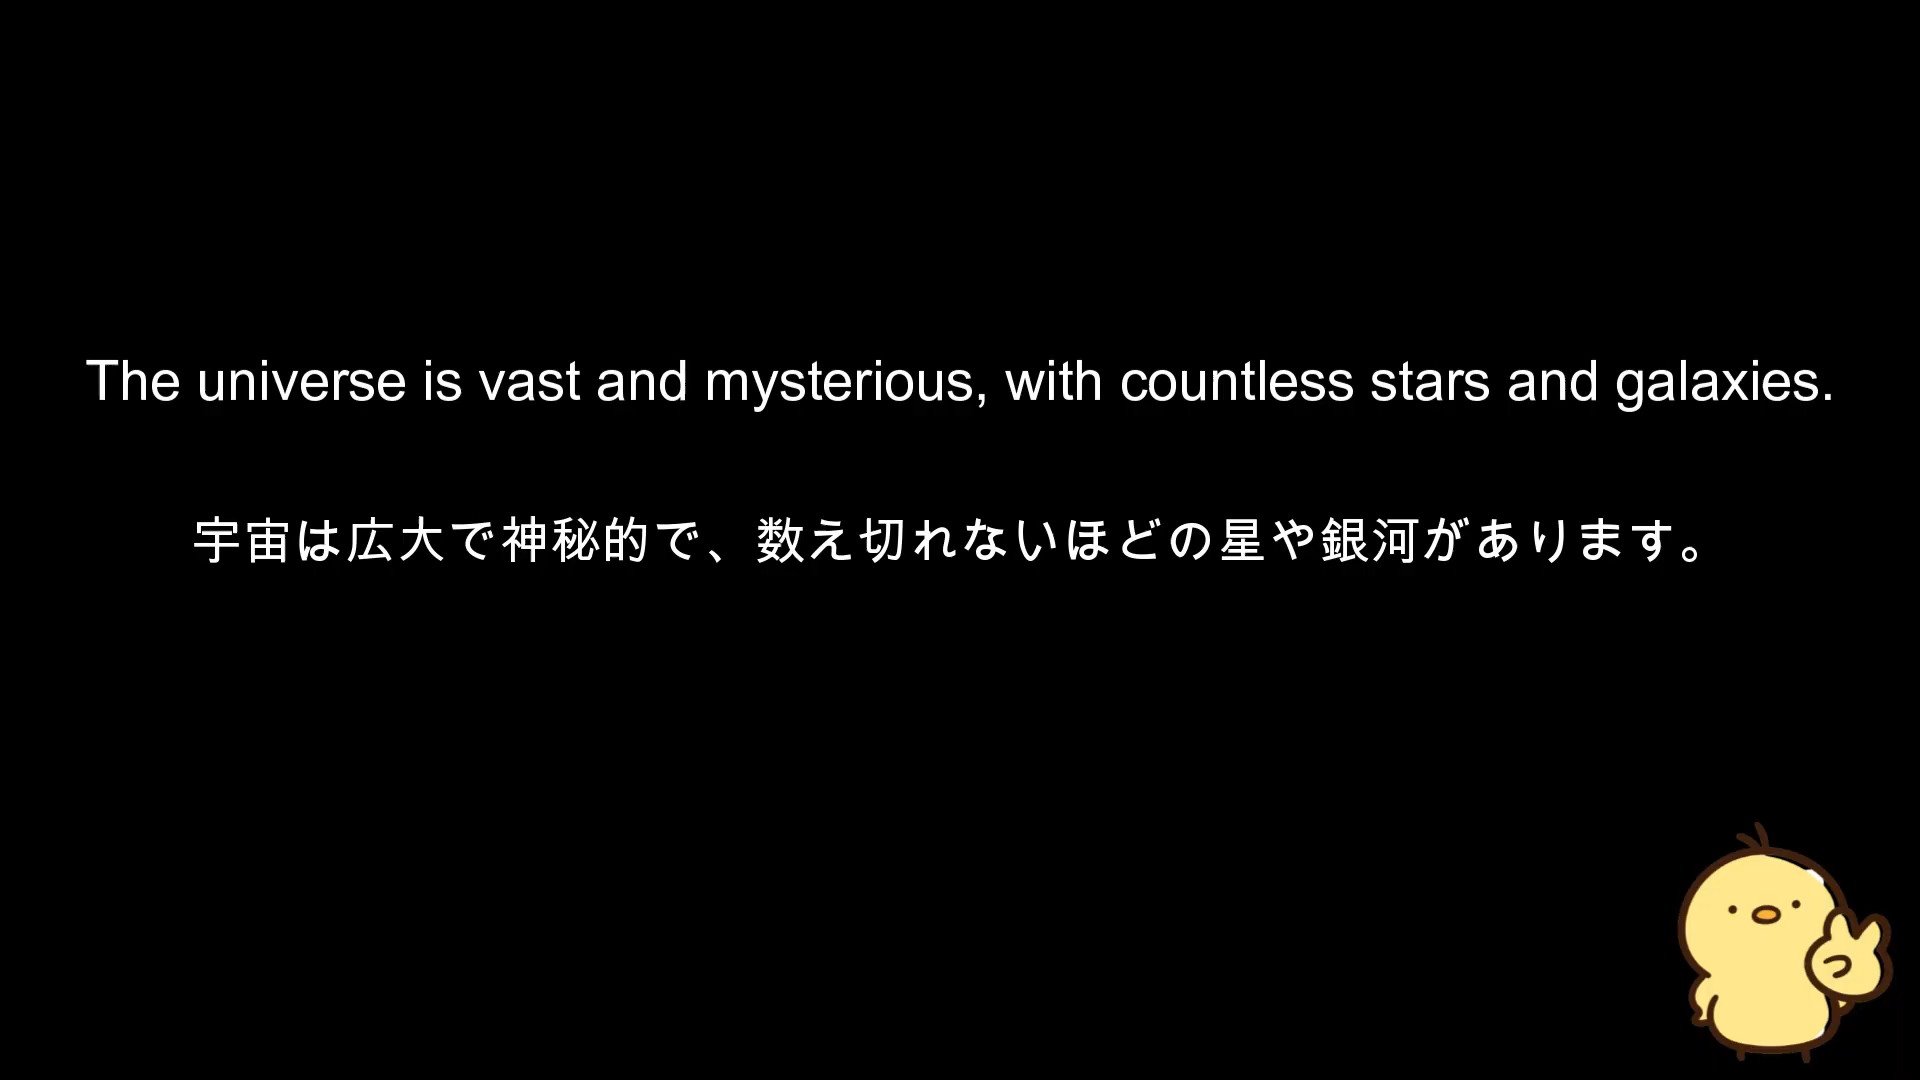 The universe is vast and mysterious, with countless stars and galaxies.
宇宙は広大で神秘的で、数え切れないほどの星や銀河があります。